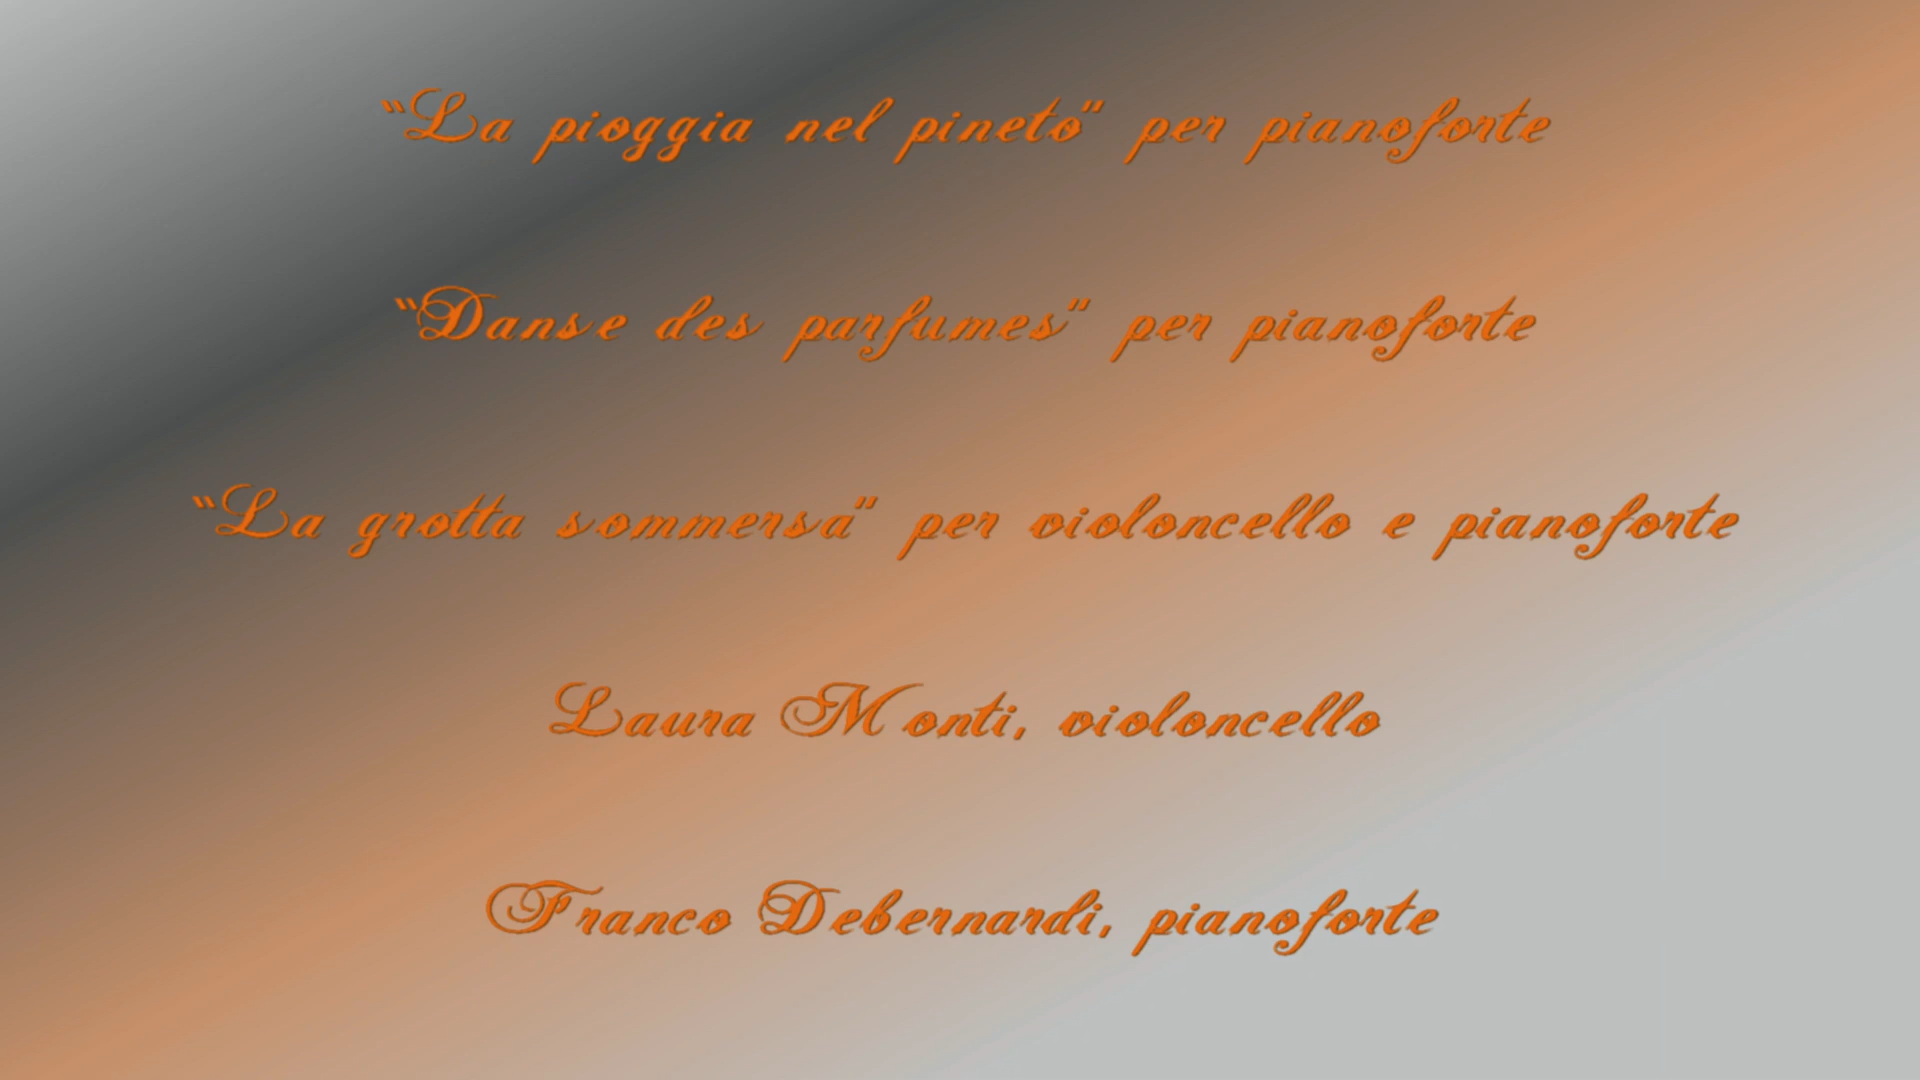 “La pioggia nel pineto” per pianoforte
“Danse des parfumes” per pianoforte
“La grotta sommersa” per violoncello e pianoforte
Laura Monti, violoncello
Franco Debernardi, pianoforte